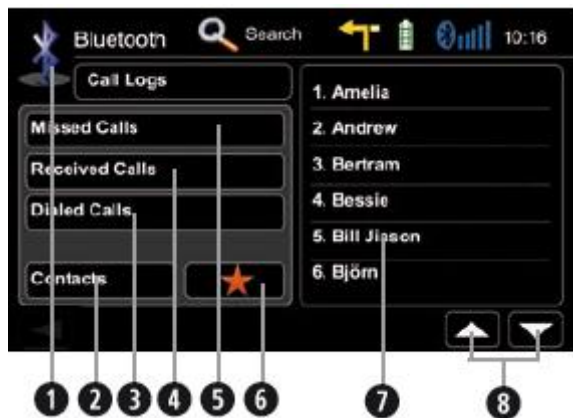 Bluetooth Search 10:16
Call Logs
Missed Calls
Received Calls
Dialed Calls
Contacts
1. Amelia
2. Andrew
3. Bertram
4. Bessie
5. Bill Jiason
6. Björn
1 2 3 4 5 6 7 8